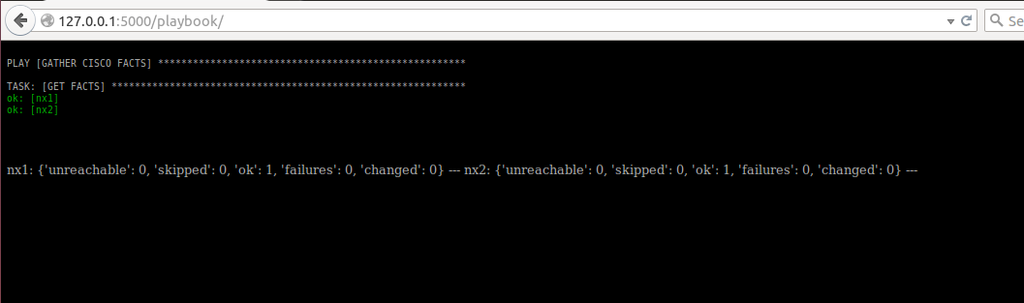 127.0.0.1:5000/playbook/
Se
PLAY [GATHER CISCO FACTS] *****************************************************
TASK: [GET FACTS] *************************************************************
ok: [nx1]
ok: [nx2]
nx1: {'unreachable': 0, 'skipped': 0, 'ok': 1, 'failures': 0, 'changed': 0} --- nx2: {'unreachable': 0, 'skipped': 0, 'ok': 1, 'failures': 0, 'changed': 0} ---